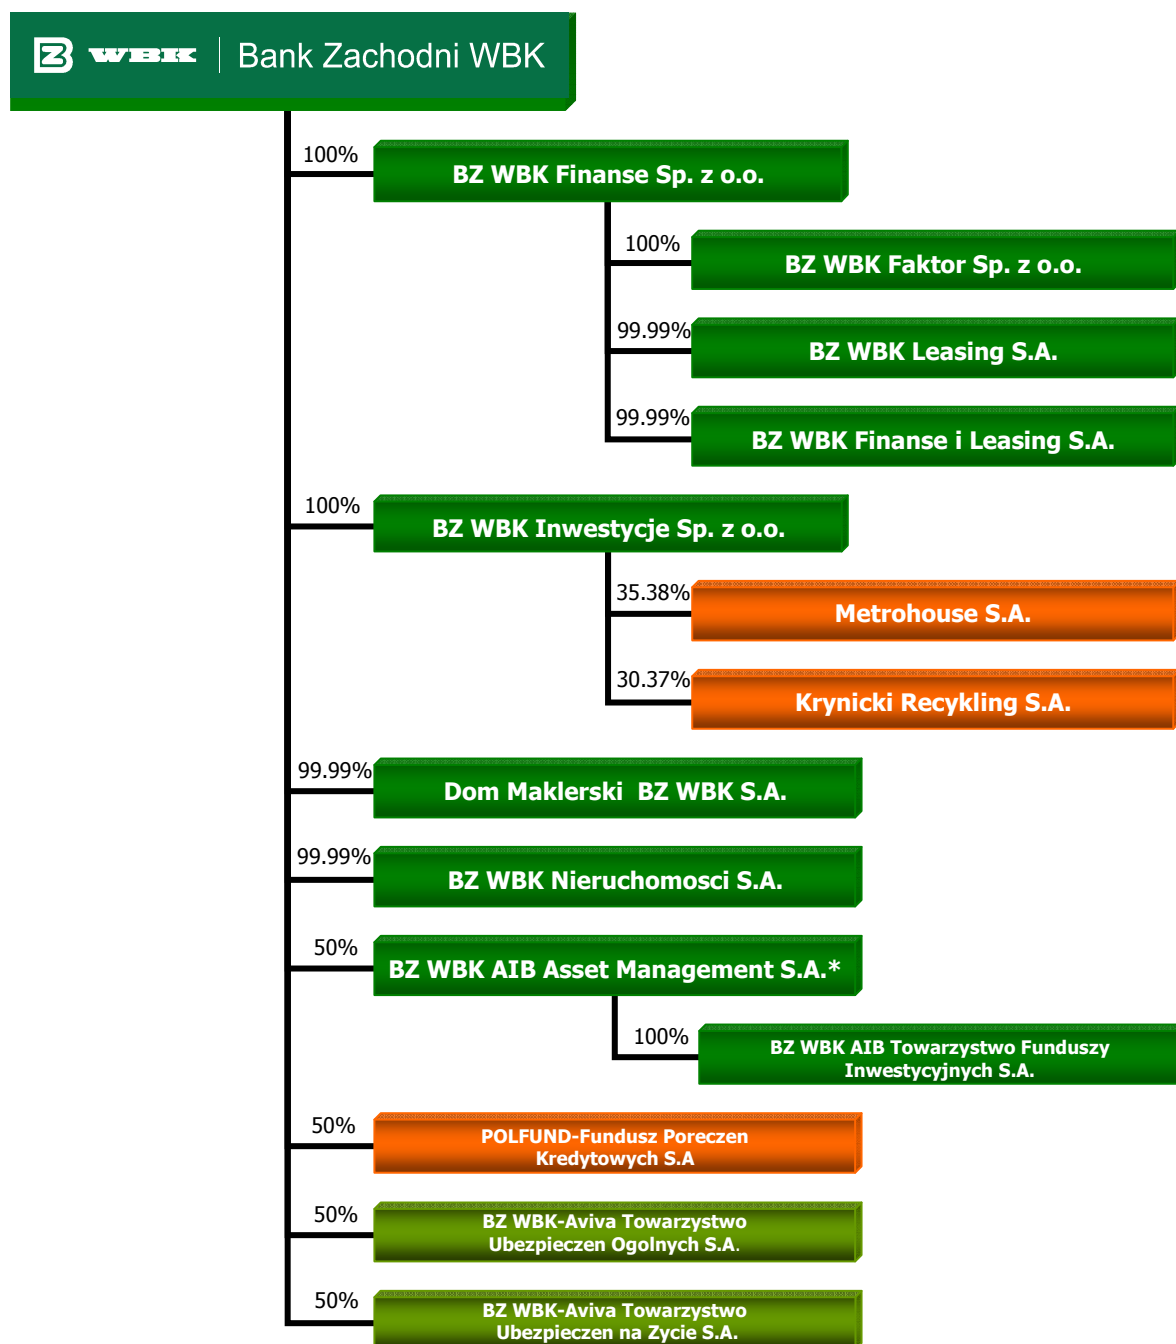 BZ WBK | Bank Zachodni WBK
100%
BZ WBK Finanse Sp. z o.o.
100%
BZ WBK Faktor Sp. z o.o.
99.99%
BZ WBK Leasing S.A.
99.99%
BZ WBK Finanse i Leasing S.A.
100%
BZ WBK Inwestycje Sp. z o.o.
35.38%
Metrohouse S.A.
30.37%
Krynicki Recykling S.A.
99.99%
Dom Maklerski BZ WBK S.A.
99.99%
BZ WBK Nieruchomosci S.A.
50%
BZ WBK AIB Asset Management S.A.*
100%
BZ WBK AIB Towarzystwo Funduszy
Inwestycyjnych S.A.
50%
POLFUND-Fundusz Poreczen
Kredytowych S.A
50%
BZ WBK-Aviva Towarzystwo
Ubezpieczen Ogolnych S.A.
50%
BZ WBK-Aviva Towarzystwo
Ubezpieczen na Zycie S.A.